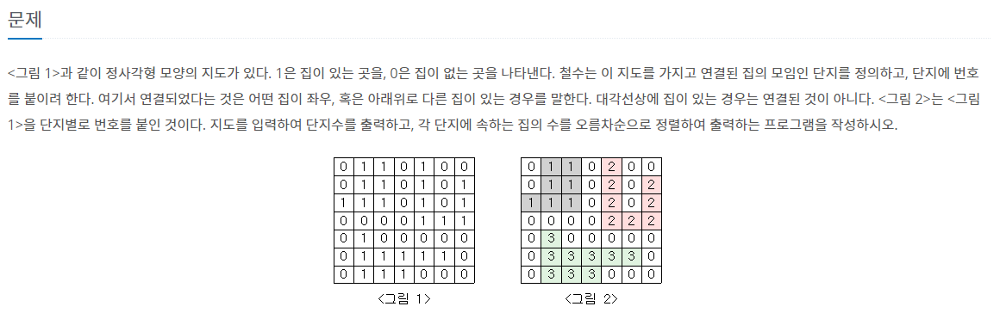 문제
<그림 1>과 같이 정사각형 모양의 지도가 있다. 1은 집이 있는 곳을, 0은 집이 없는 곳을 나타낸다. 철수는 이 지도를 가지고 연결된 집의 모임인 단지를 정의하고, 단지에 번호
를 붙이려 한다. 여기서 연결되었다는 것은 어떤 집이 좌우, 혹은 아래위로 다른 집이 있는 경우를 말한다. 대각선상에 집이 있는 경우는 연결된 것이 아니다. <그림 2>는 <그림
1>을 단지별로 번호를 붙인 것이다. 지도를 입력하여 단지수를 출력하고, 각 단지에 속하는 집의 수를 오름차순으로 정렬하여 출력하는 프로그램을 작성하시오.
0 1 1 0 1 0 0
0 1 1 0 1 0 1
1 1 1 0 1 0 1
0 0 0 0 1 1 1
0 1 0 0 0 0 0
0 1 1 1 1 1 0
0 1 1 1 0 0 0
<그림 1>
0 1 1 0 2 0 0
0 1 1 0 2 0 2
1 1 1 0 2 0 2
0 0 0 0 2 2 2
0 3 0 0 0 0 0
0 3 3 3 3 3 0
0 3 3 3 0 0 0
<그림 2>